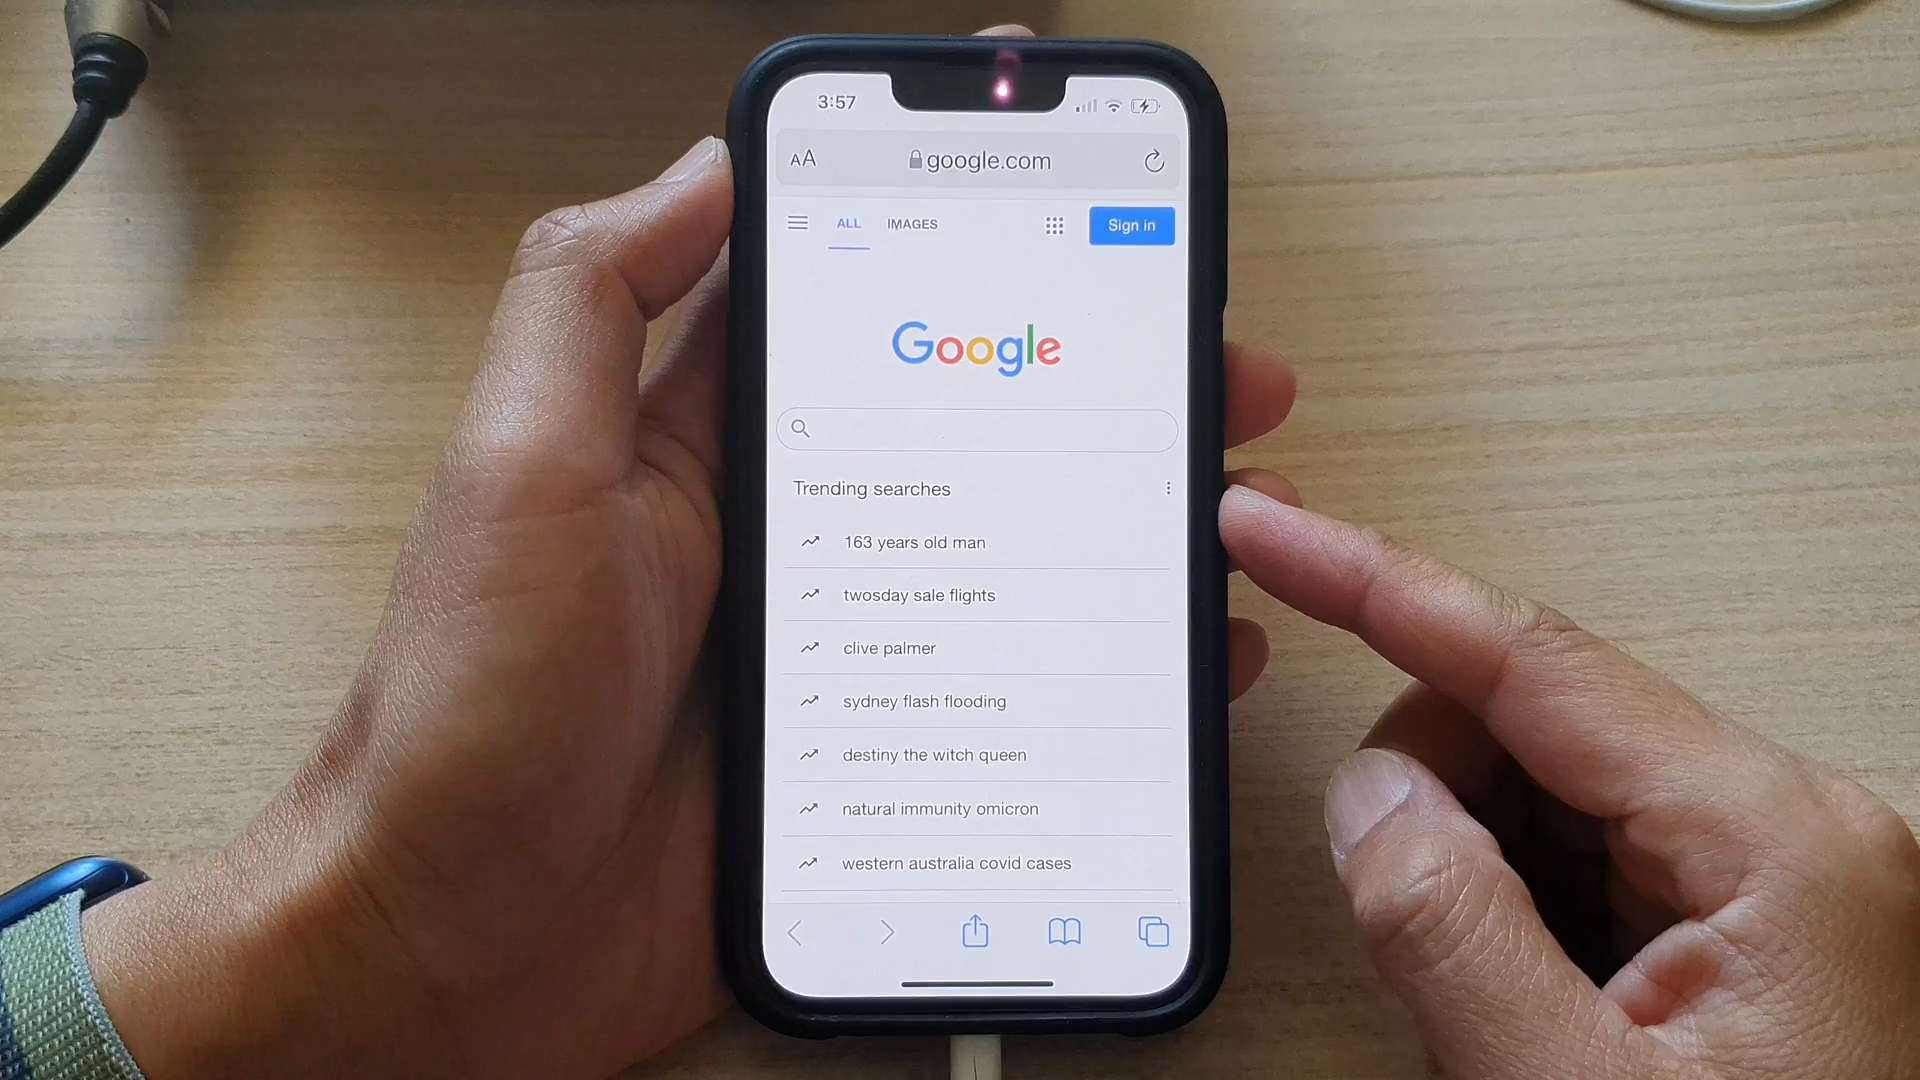 3:57
AA google.com
ALL IMAGES Sign in
Google
Trending searches
163 years old man
twosday sale flights
clive palmer
sydney flash flooding
destiny the witch queen
natural immunity omicron
western australia covid cases